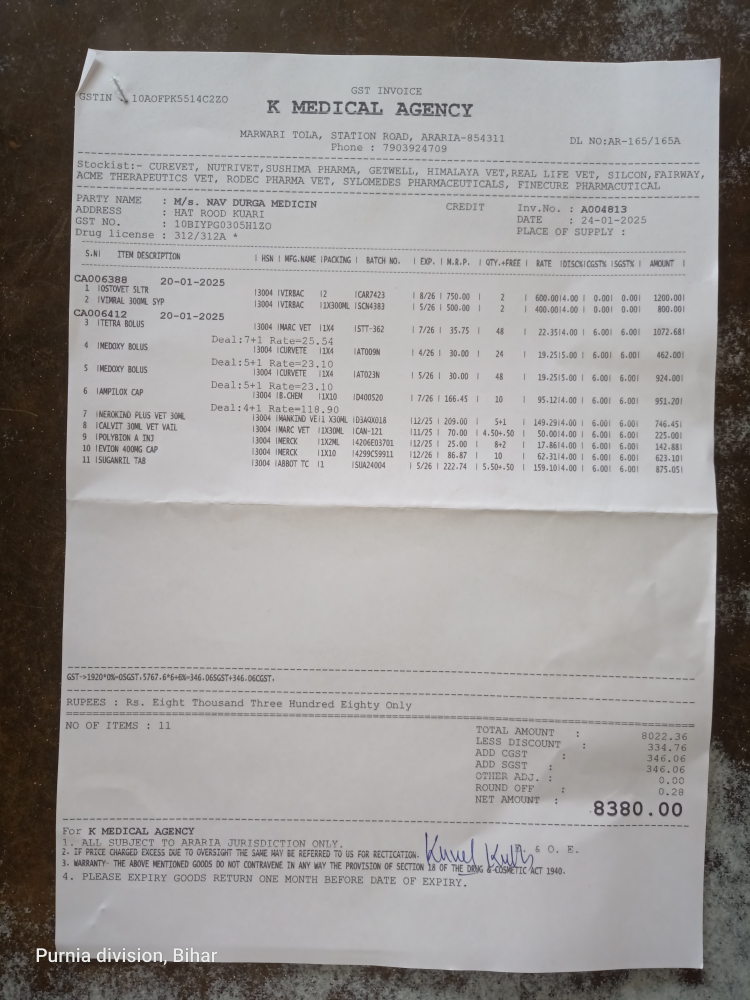 GST INVOICE
GSTIN : 10AOFPK5514C2ZO
K MEDICAL AGENCY
MARWARI TOLA, STATION ROAD, ARARIA-854311
DL NO:AR-165/165A
Phone : 7903924709
Stockist:- CUREVET, NUTRIVET,SUSHIMA PHARMA, GETWELL, HIMALAYA VET,REAL LIFE VET, SILCON,FAIRWAY,
ACME THERAPEUTICS VET, RODEC PHARMA VET, SYLOMEDES PHARMACEUTICALS, FINECURE PHARMACUTICAL
PARTY NAME : M/s. NAV DURGA MEDICIN CREDIT Inv.No. : A004813
ADDRESS : HAT ROOD KUARI DATE : 24-01-2025
GST NO. : 10BIYPG0305H1ZO PLACE OF SUPPLY :
Drug license : 312/312A *
S.N| ITEM DESCRIPTION | HSN | MFG.NAME |PACKING | BATCH NO. | EXP. | M.R.P. | QTY.+FREE | RATE |DISC%|CGST% |SGST%| AMOUNT
CA006388 20-01-2025
1 |OSTOVET 5LTR |3004 |VIRBAC |2 |CAR7423 | 8/26 | 750.00 | 2 | 600.00|4.00 | 0.00| 0.00| 1200.00|
2 |VIMRAL 300ML SYP |3004 |VIRBAC |1X300ML |SCN4383 | 5/26 | 500.00 | 2 | 400.00|4.00 | 0.00| 0.00| 800.00|
CA006412 20-01-2025
3 |TETRA BOLUS |3004 |MARC VET |1X4 |STT-362 | 7/26 | 35.75 | 48 | 22.35|4.00 | 6.00| 6.00| 1072.68|
Deal:7+1 Rate=25.54
4 |MEDOXY BOLUS |3004 |CURVETE |1X4 |AT009N | 4/26 | 30.00 | 24 | 19.25|5.00 | 6.00| 6.00| 462.00|
Deal:5+1 Rate=23.10
5 |MEDOXY BOLUS |3004 |CURVETE |1X4 |AT023N | 5/26 | 30.00 | 48 | 19.25|5.00 | 6.00| 6.00| 924.00|
Deal:5+1 Rate=23.10
6 |AMPILOX CAP |3004 |B.CHEM |1X10 |D400520 | 7/26 | 166.45 | 10 | 95.12|4.00 | 6.00| 6.00| 951.20|
Deal:4+1 Rate=118.90
7 |NEROKIND PLUS VET 30ML |3004 |MANKIND VE|1 X30ML |D3AQX018 |12/25 | 209.00 | 5+1 | 149.29|4.00 | 6.00| 6.00| 746.45|
8 |CALVIT 30ML VET VAIL |3004 |MARC VET |1X30ML |CAN-121 |11/25 | 70.00 | 4.50+.50 | 50.00|4.00 | 6.00| 6.00| 225.00|
9 |POLYBION A INJ |3004 |MERCK |1X2ML |4206E03701 |12/25 | 25.00 | 8+2 | 17.86|4.00 | 6.00| 6.00| 142.88|
10 |EVION 400MG CAP |3004 |MERCK |1X10 |4299C59911 |12/26 | 86.87 | 10 | 62.31|4.00 | 6.00| 6.00| 623.10|
11 |SUGANRIL TAB |3004 |ABBOT TC |1 |SUA24004 | 5/26 | 222.74 | 5.50+.50 | 159.10|4.00 | 6.00| 6.00| 875.05|
GST->1920*0%=0SGST,5767.6*6+6%=346.06SGST+346.06CGST,
RUPEES : Rs. Eight Thousand Three Hundred Eighty Only
NO OF ITEMS : 11
TOTAL AMOUNT : 8022.36
LESS DISCOUNT : 334.76
ADD CGST : 346.06
ADD SGST : 346.06
OTHER ADJ. : 0.00
ROUND OFF : 0.28
NET AMOUNT : 8380.00
For K MEDICAL AGENCY
1. ALL SUBJECT TO ARARIA JURISDICTION ONLY.
2. IF PRICE CHARGED EXCESS DUE TO OVERSIGHT THE SAME MAY BE REFERRED TO US FOR RECTICATION. E. & O. E.
3. WARRANTY- THE ABOVE MENTIONED GOODS DO NOT CONTRAVENE IN ANY WAY THE PROVISION OF SECTION 18 OF THE DRUG & COSMETIC ACT 1940.
4. PLEASE EXPIRY GOODS RETURN ONE MONTH BEFORE DATE OF EXPIRY.
Purnia division, Bihar